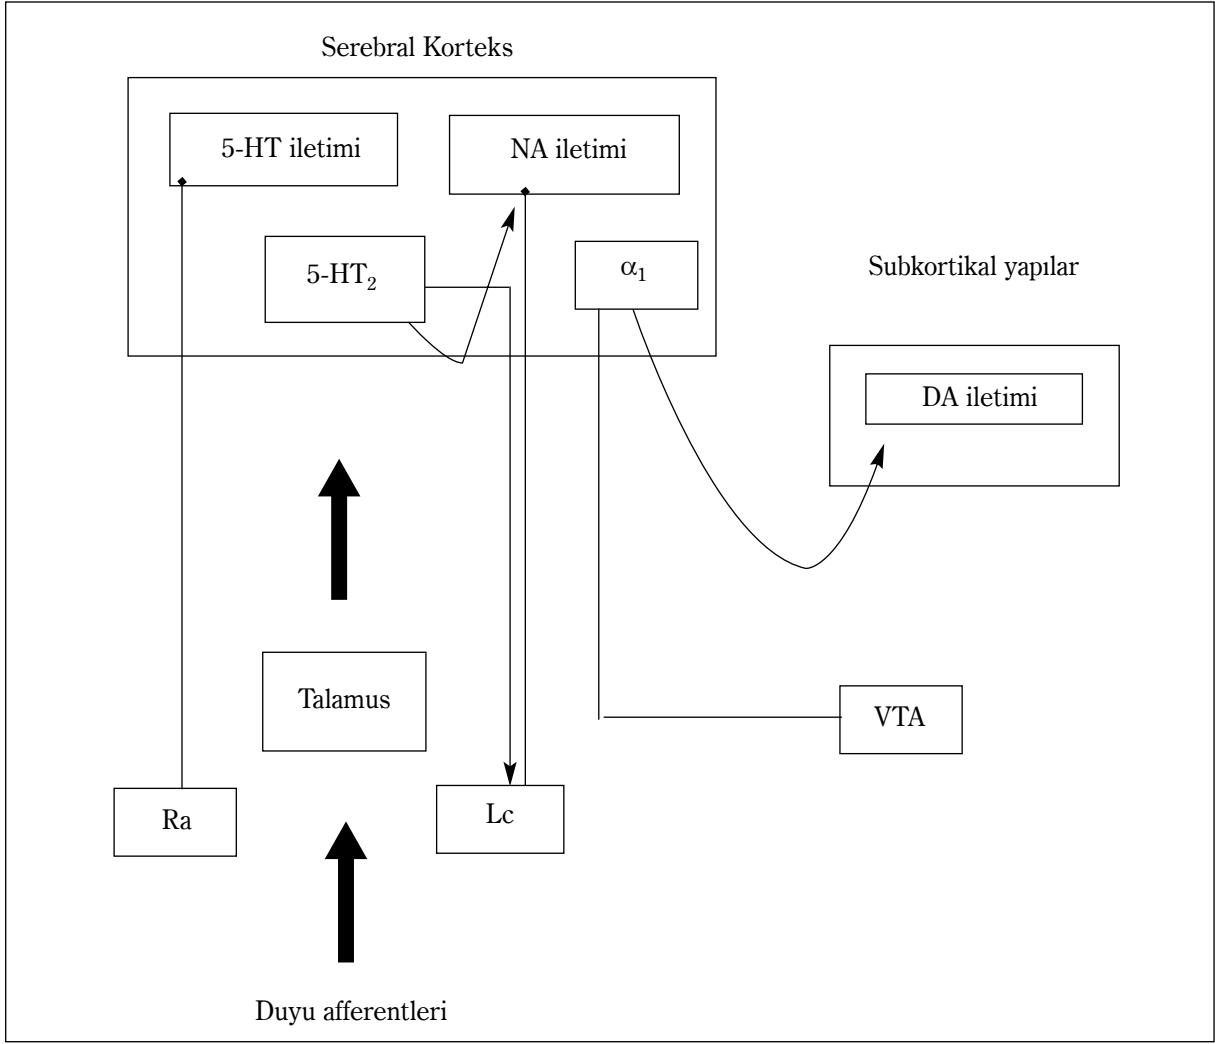 Serebral Korteks
5-HT iletimi
NA iletimi
5-HT₂
α₁
Subkortikal yapılar
DA iletimi
Talamus
VTA
Ra
Lc
Duyu afferentleri